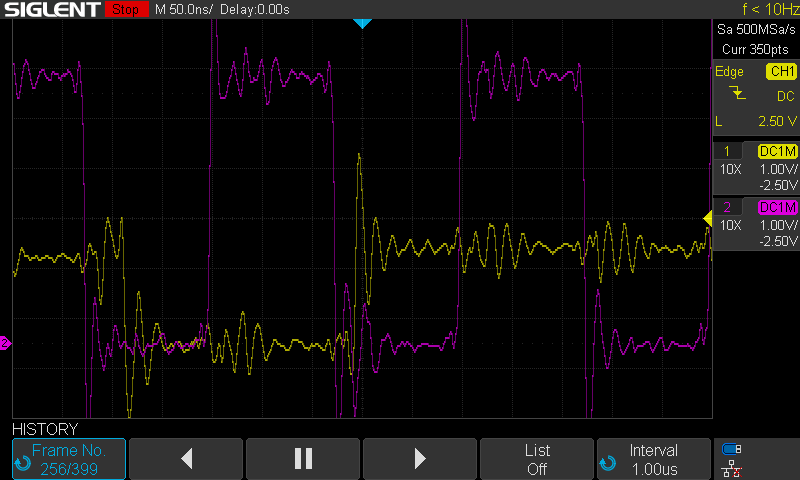 SIGLENT Stop M 50.0ns/ Delay:0.00s f < 10Hz
Sa 500MSa/s
Curr 350pts
Edge CH1
DC
L 2.50 V
1 DC1M
10X 1.00V/
-2.50V
2 DC1M
10X 1.00V/
-2.50V
2
HISTORY
Frame No.
256/399
List
Off
Interval
1.00us